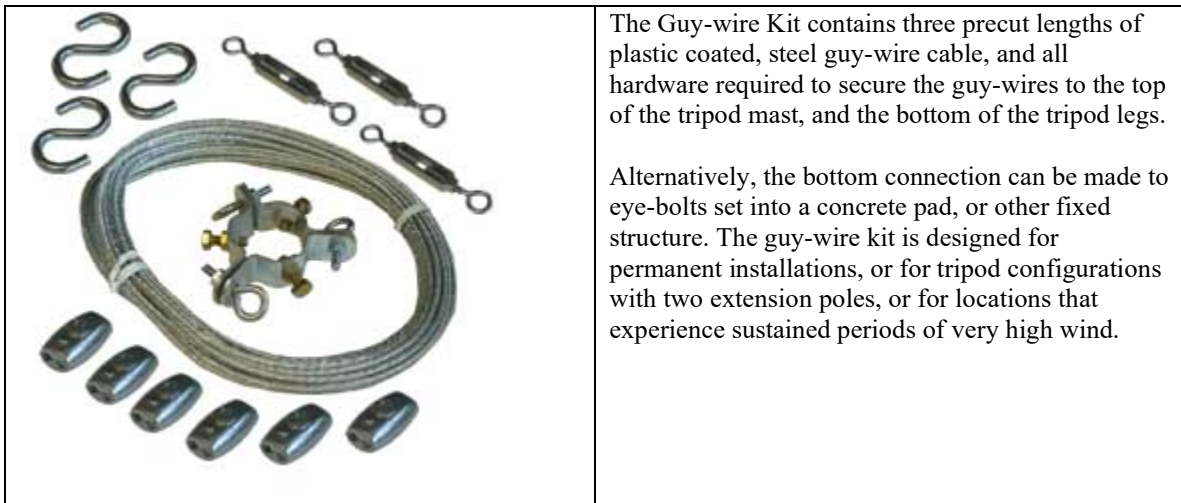 The Guy-wire Kit contains three precut lengths of
plastic coated, steel guy-wire cable, and all
hardware required to secure the guy-wires to the top
of the tripod mast, and the bottom of the tripod legs.
Alternatively, the bottom connection can be made to
eye-bolts set into a concrete pad, or other fixed
structure. The guy-wire kit is designed for
permanent installations, or for tripod configurations
with two extension poles, or for locations that
experience sustained periods of very high wind.